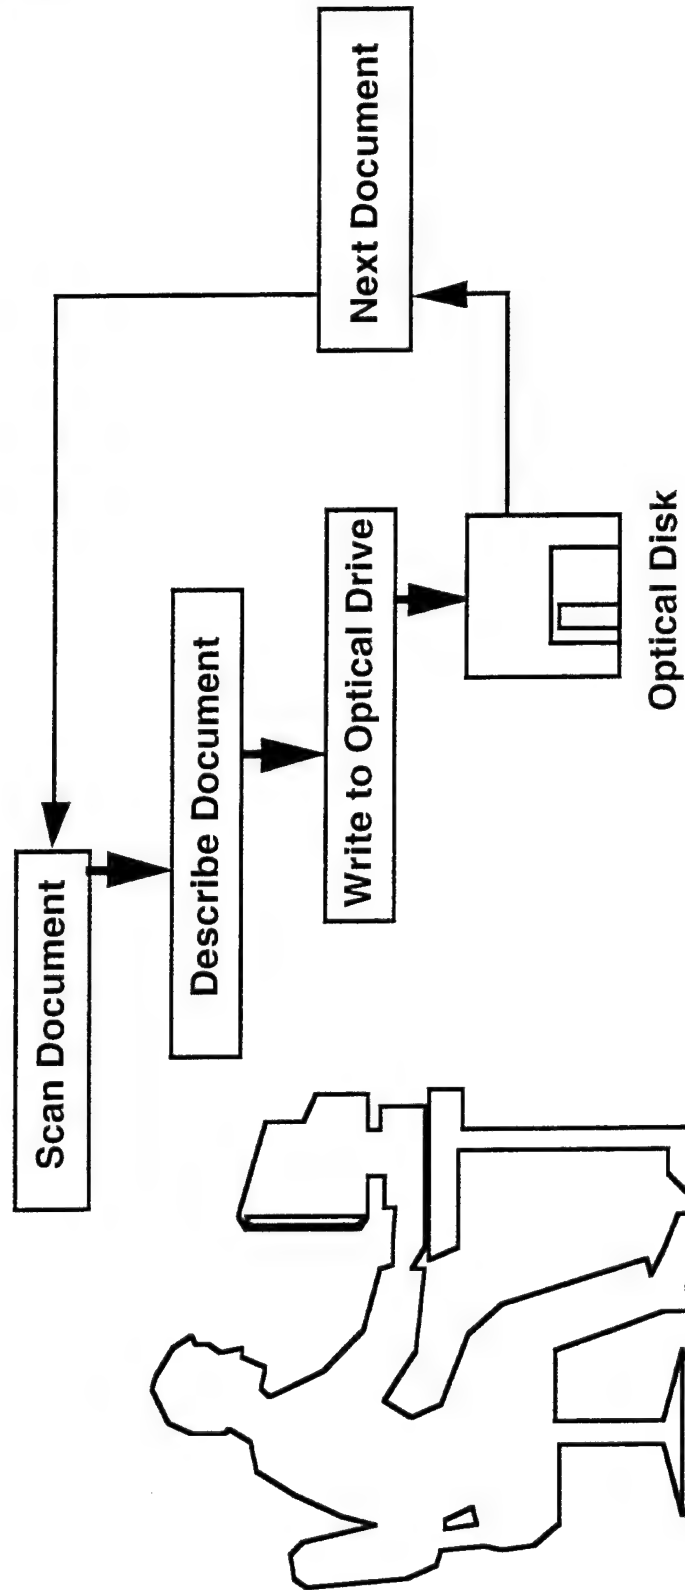 Scan Document
Describe Document
Write to Optical Drive
Optical Disk
Next Document